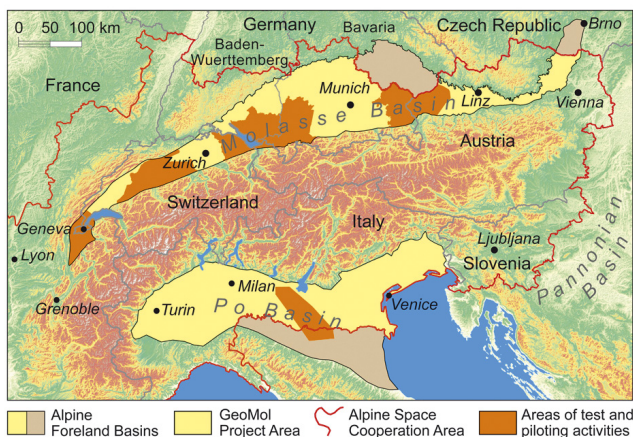 0 50 100 km
Germany
Bavaria
Czech Republic
Brno
Baden-
Wuerttemberg
France
Munich
Linz
Vienna
Molasse Basin
Zurich
Austria
Switzerland
Geneva
Italy
Ljubljana
Lyon
Slovenia
Pannonian
Basin
Grenoble
Milan
Venice
Turin
Po Basin
Alpine
Foreland Basins
GeoMol
Project Area
Alpine Space
Cooperation Area
Areas of test and
piloting activities